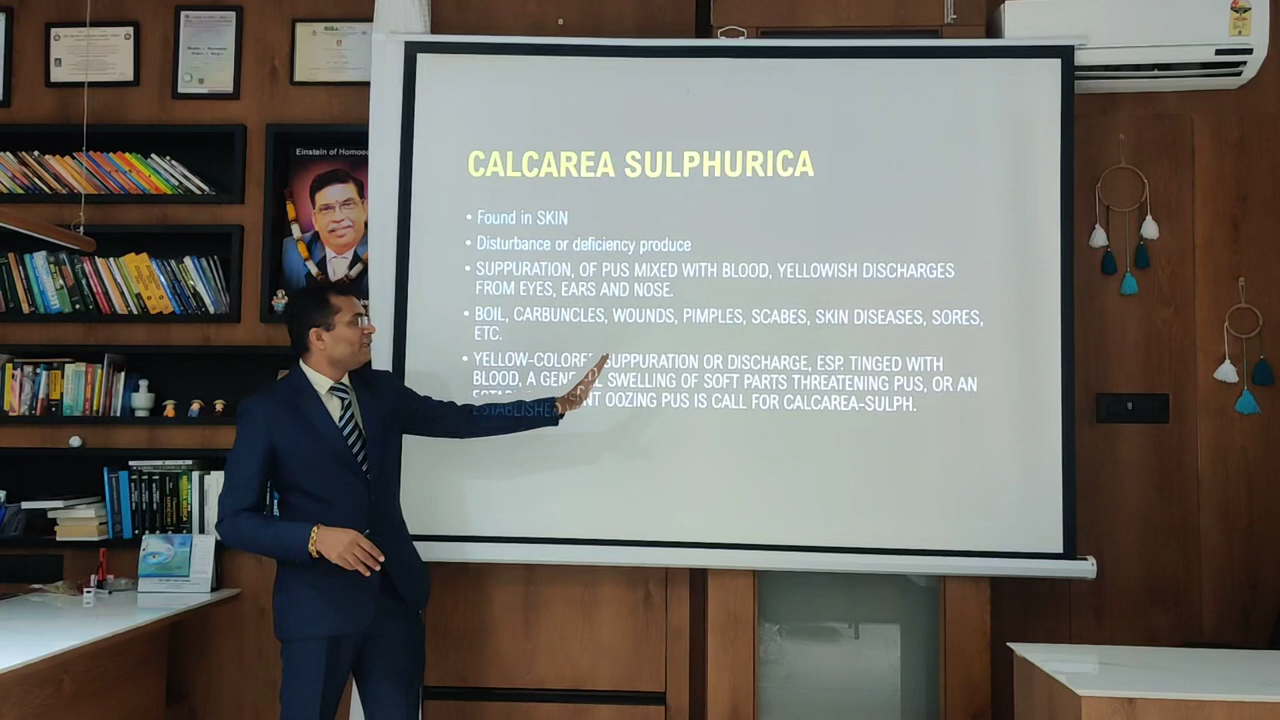 Einstein of Homoeo
CALCAREA SULPHURICA
• Found in SKIN
• Disturbance or deficiency produce
• SUPPURATION, OF PUS MIXED WITH BLOOD, YELLOWISH DISCHARGES
FROM EYES, EARS AND NOSE.
• BOIL, CARBUNCLES, WOUNDS, PIMPLES, SCABES, SKIN DISEASES, SORES,
ETC.
• YELLOW-COLORED SUPPURATION OR DISCHARGE, ESP. TINGED WITH
BLOOD, A GENERAL SWELLING OF SOFT PARTS THREATENING PUS, OR AN
ESTABLISHED OOZING PUS IS CALL FOR CALCAREA-SULPH.